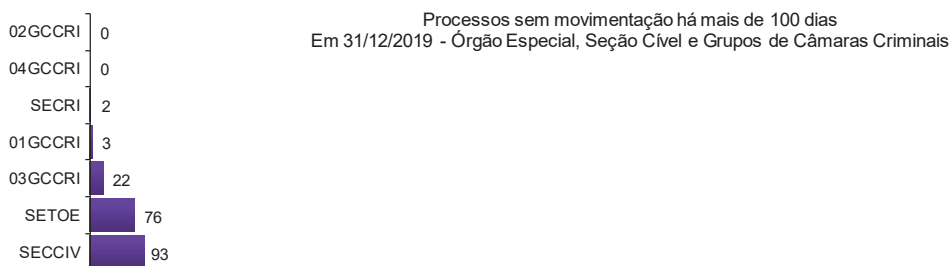 Processos sem movimentação há mais de 100 dias
Em 31/12/2019 - Órgão Especial, Seção Cível e Grupos de Câmaras Criminais
02GCCRI 0
04GCCRI 0
SECRI 2
01GCCRI 3
03GCCRI 22
SETOE 76
SECCIV 93